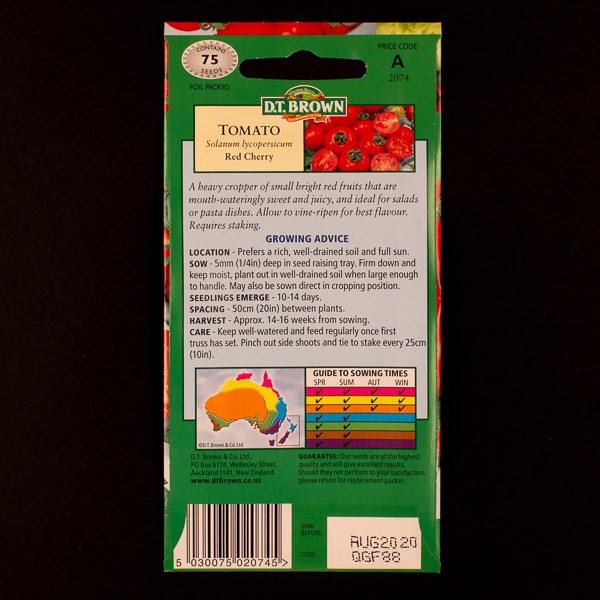 CONTAINS
75
SEEDS
FOIL PACKED
PRICE CODE
A
2074
D.T. BROWN
TOMATO
Solanum lycopersicum
Red Cherry
A heavy cropper of small bright red fruits that are
mouth-wateringly sweet and juicy, and ideal for salads
or pasta dishes. Allow to vine-ripen for best flavour.
Requires staking.
GROWING ADVICE
LOCATION - Prefers a rich, well-drained soil and full sun.
SOW - 5mm (1/4in) deep in seed raising tray. Firm down and
keep moist, plant out in well-drained soil when large enough
to handle. May also be sown direct in cropping position.
SEEDLINGS EMERGE - 10-14 days.
SPACING - 50cm (20in) between plants.
HARVEST - Approx. 14-16 weeks from sowing.
CARE - Keep well-watered and feed regularly once first
truss has set. Pinch out side shoots and tie to stake every 25cm
(10in).
GUIDE TO SOWING TIMES
SPR SUM AUT WIN
©D.T. Brown & Co. Ltd.
D.T. Brown & Co. Ltd.,
PO Box 6174, Wellesley Street,
Auckland 1141, New Zealand.
www.dtbrown.co.nz
GUARANTEE: Our seeds are of the highest
quality and will give excellent results.
Should they not perform to your satisfaction,
please return for replacement packet.
SOW
BEFORE:
AUG2020
CODE:
QGF88
5 030075 020745 >